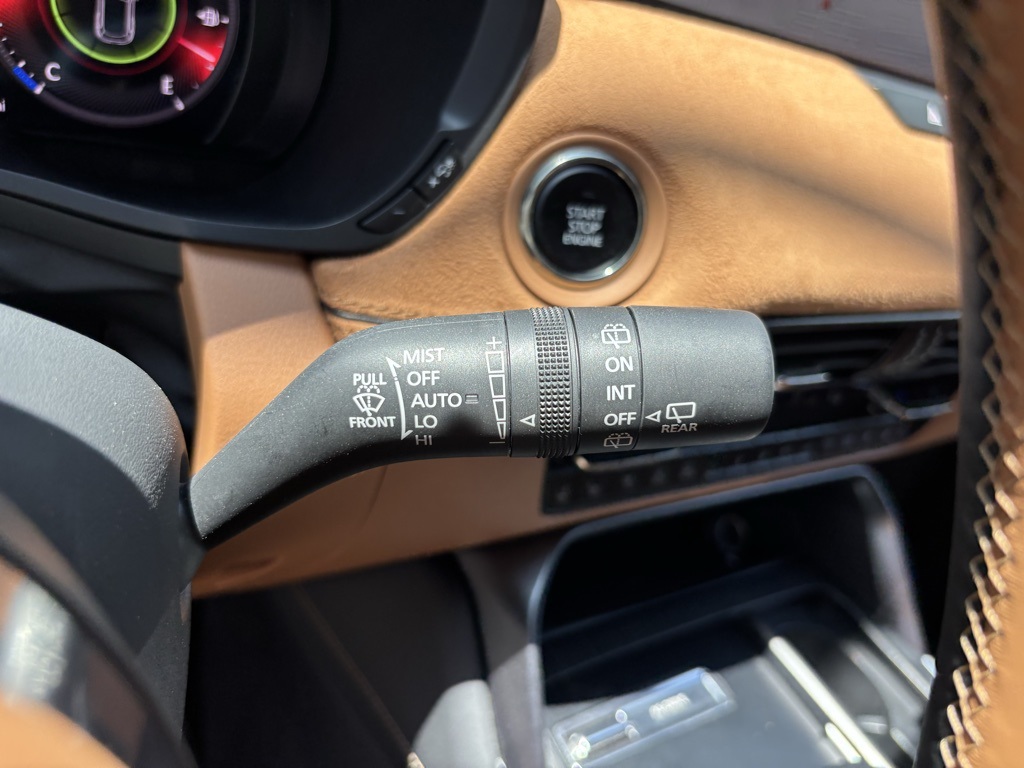 C
E
START
STOP
ENGINE
MIST
OFF
AUTO
LO
HI
PULL
FRONT
ON
INT
OFF
REAR